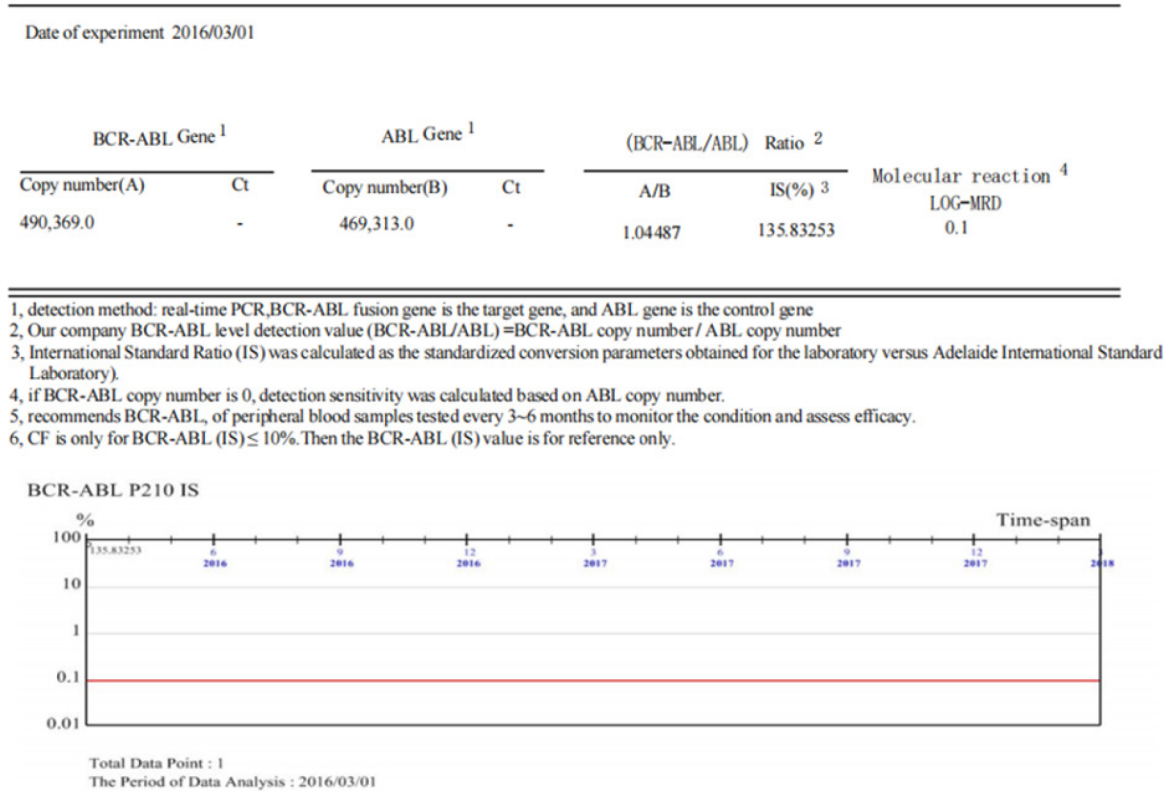 Date of experiment 2016/03/01
BCR-ABL Gene 1
ABL Gene 1
(BCR-ABL/ABL) Ratio 2
Molecular reaction 4
LOG-MRD
Copy number(A) Ct Copy number(B) Ct A/B IS(%) 3
490,369.0 - 469,313.0 - 1.04487 135.83253 0.1
1, detection method: real-time PCR,BCR-ABL fusion gene is the target gene, and ABL gene is the control gene
2, Our company BCR-ABL level detection value (BCR-ABL/ABL) =BCR-ABL copy number / ABL copy number
3, International Standard Ratio (IS) was calculated as the standardized conversion parameters obtained for the laboratory versus Adelaide International Standard
Laboratory).
4, if BCR-ABL copy number is 0, detection sensitivity was calculated based on ABL copy number.
5, recommends BCR-ABL, of peripheral blood samples tested every 3~6 months to monitor the condition and assess efficacy.
6, CF is only for BCR-ABL (IS)≤ 10%. Then the BCR-ABL (IS) value is for reference only.
BCR-ABL P210 IS
% Time-span
100
135.83253
6 9 12 3 6 9 12 3
2016 2016 2016 2017 2017 2017 2017 2018
10
1
0.1
0.01
Total Data Point : 1
The Period of Data Analysis : 2016/03/01